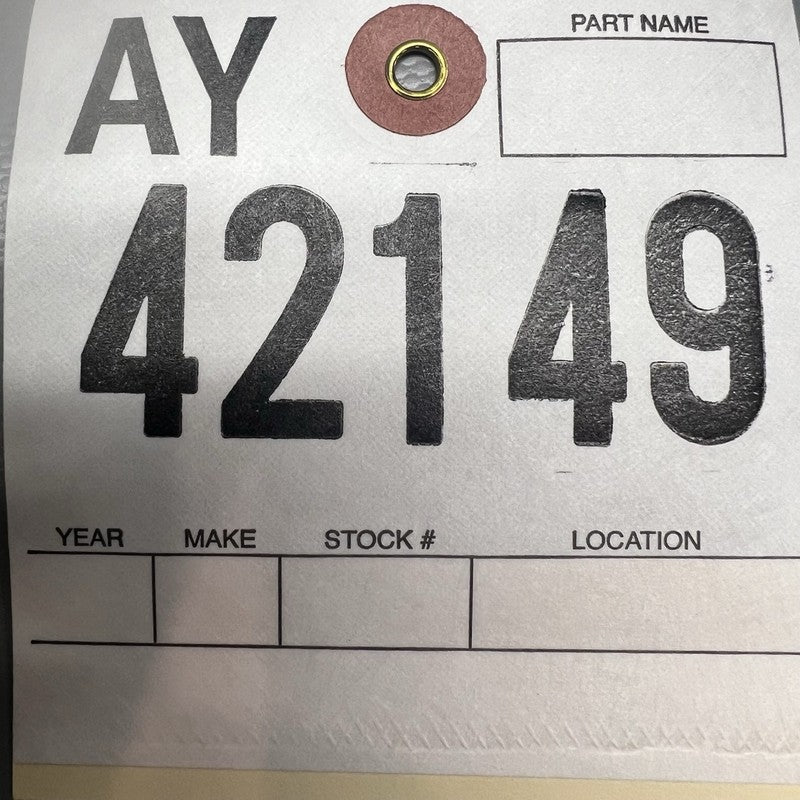 AY
PART NAME
42149
YEAR MAKE STOCK # LOCATION